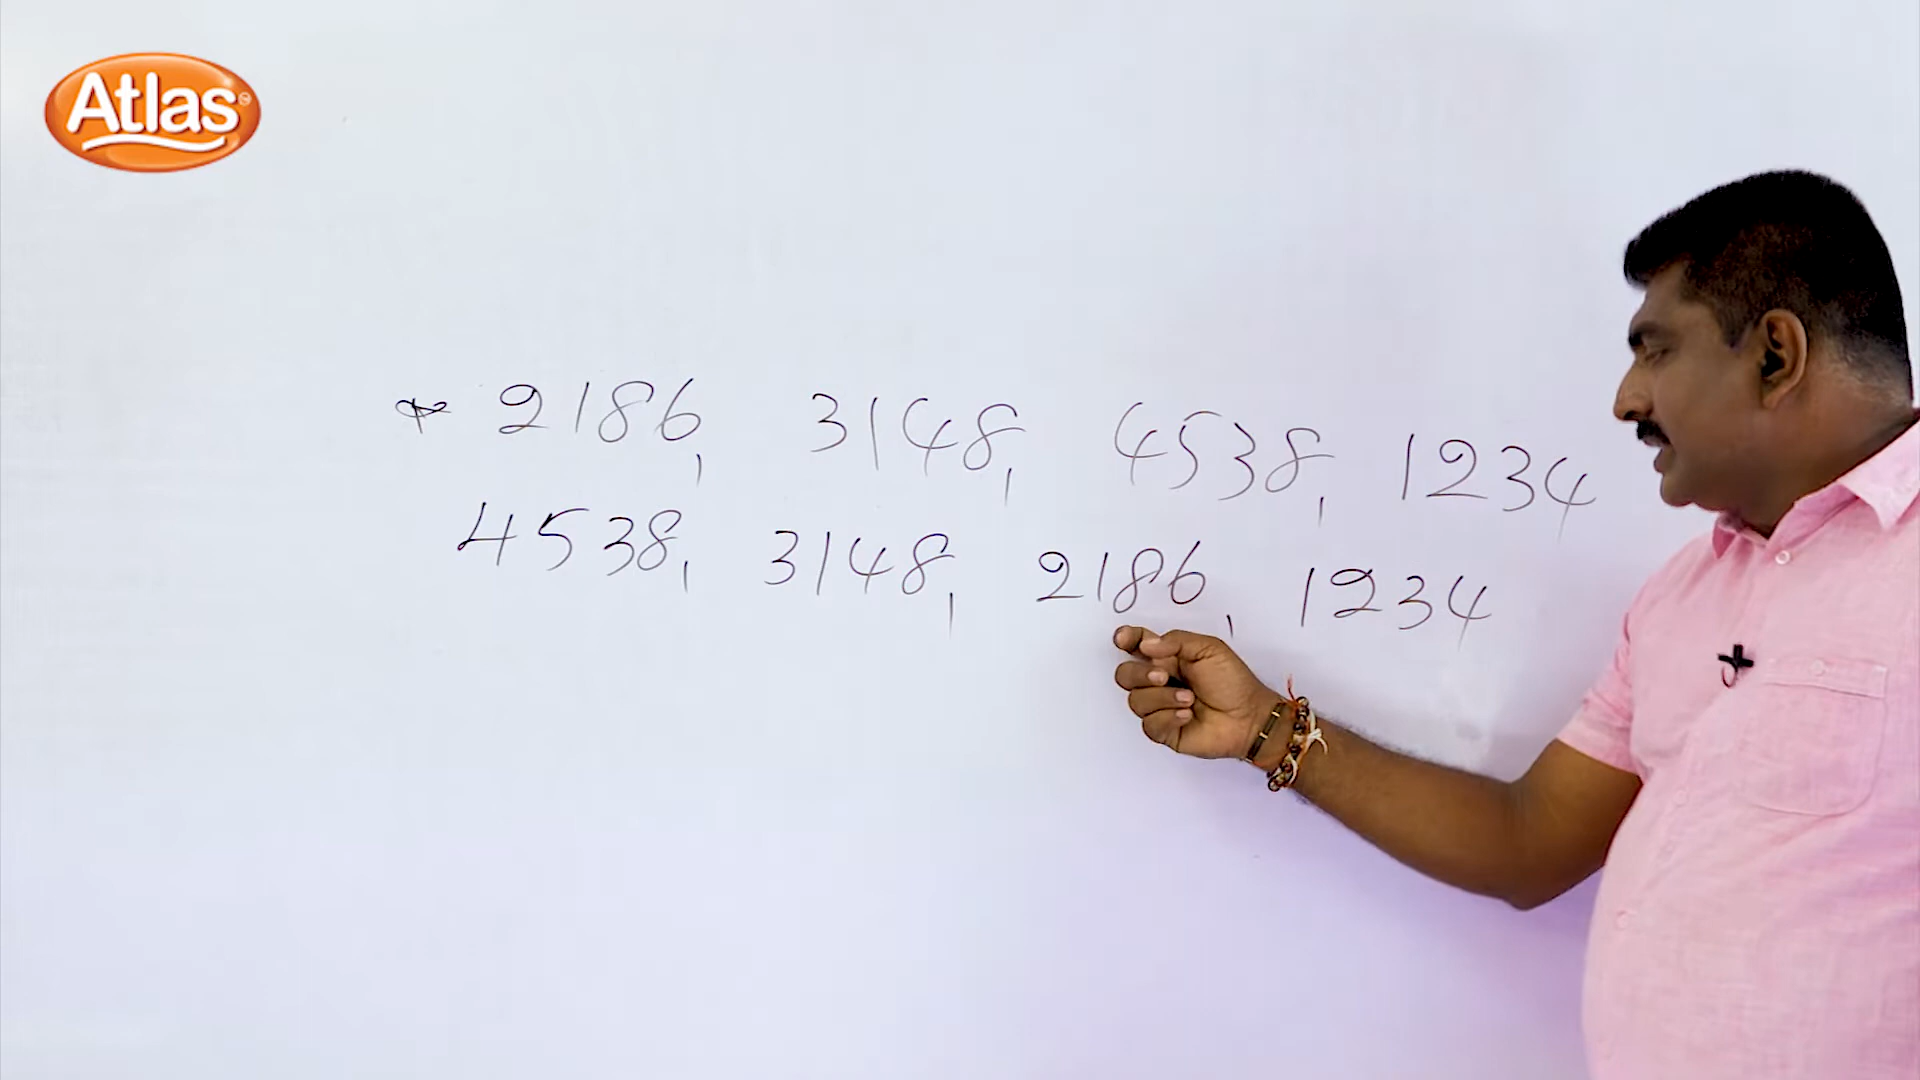 Atlas
* 2186, 3148, 4538, 1234
4538, 3148, 2186, 1234